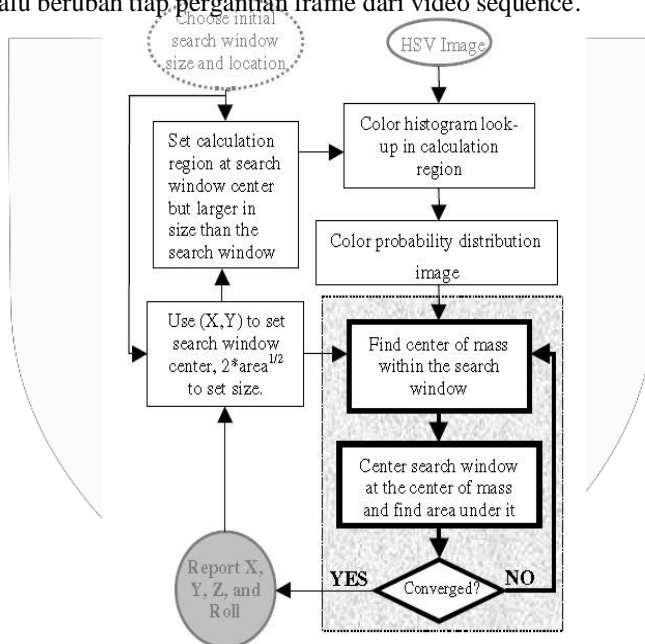 alu berubah tiap pergantian frame dari video sequence.
Choose initial
search window
size and location
HSV Image
Set calculation
region at search
window center
but larger in
size than the
search window
Color histogram look-
up in calculation
region
Color probability distribution
image
Use (X,Y) to set
search window
center, 2*area^1/2
to set size.
Find center of mass
within the search
window
Center search window
at the center of mass
and find area under it
Converged?
YES
NO
Report X,
Y, Z, and
Roll